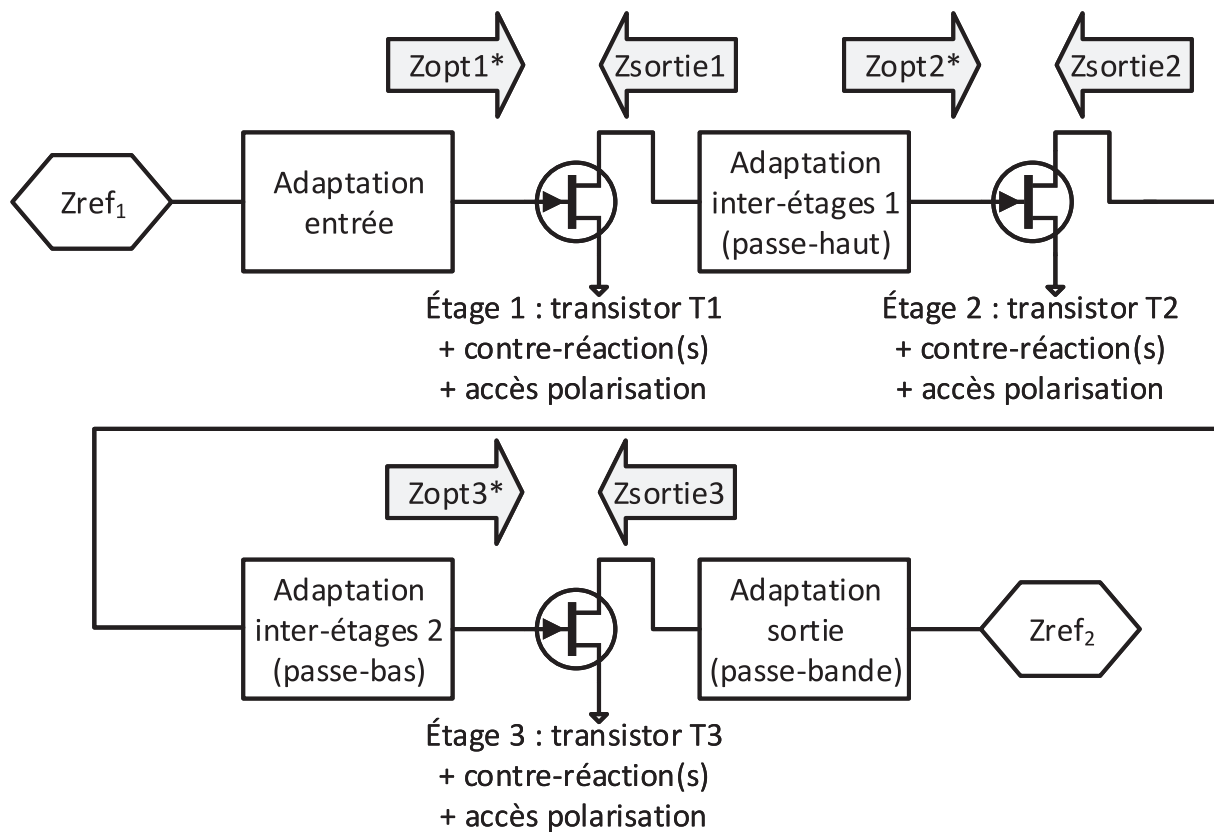 Zopt1*
Zsortie1
Zopt2*
Zsortie2
Zref1
Adaptation
entrée
Adaptation
inter-étages 1
(passe-haut)
Étage 1 : transistor T1
+ contre-réaction(s)
+ accès polarisation
Étage 2 : transistor T2
+ contre-réaction(s)
+ accès polarisation
Zopt3*
Zsortie3
Adaptation
inter-étages 2
(passe-bas)
Adaptation
sortie
(passe-bande)
Zref2
Étage 3 : transistor T3
+ contre-réaction(s)
+ accès polarisation